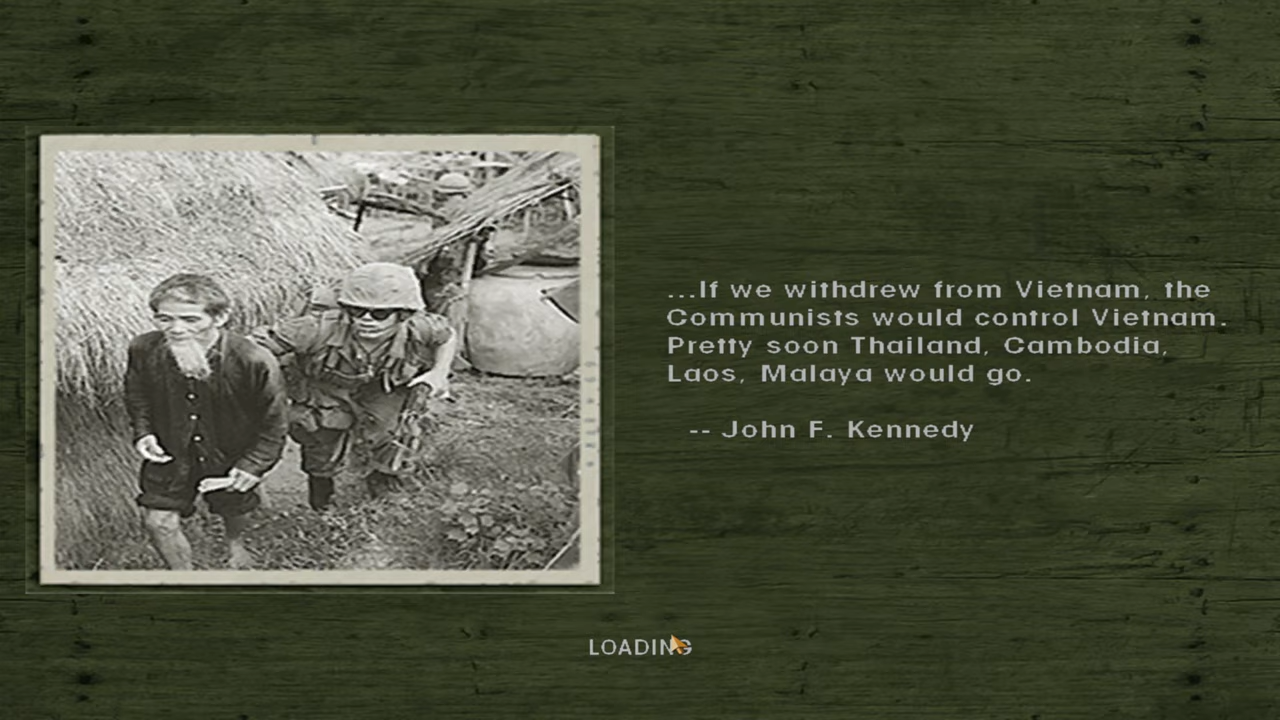 ...If we withdrew from Vietnam, the
Communists would control Vietnam.
Pretty soon Thailand, Cambodia,
Laos, Malaya would go.
-- John F. Kennedy
LOADING